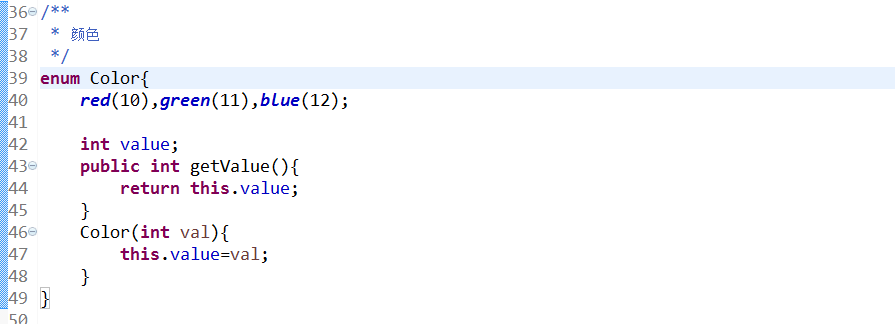 36 /**
37  * 颜色
38  */
39 enum Color{
40     red(10),green(11),blue(12);
41
42     int value;
43     public int getValue(){
44         return this.value;
45     }
46     Color(int val){
47         this.value=val;
48     }
49 }
50